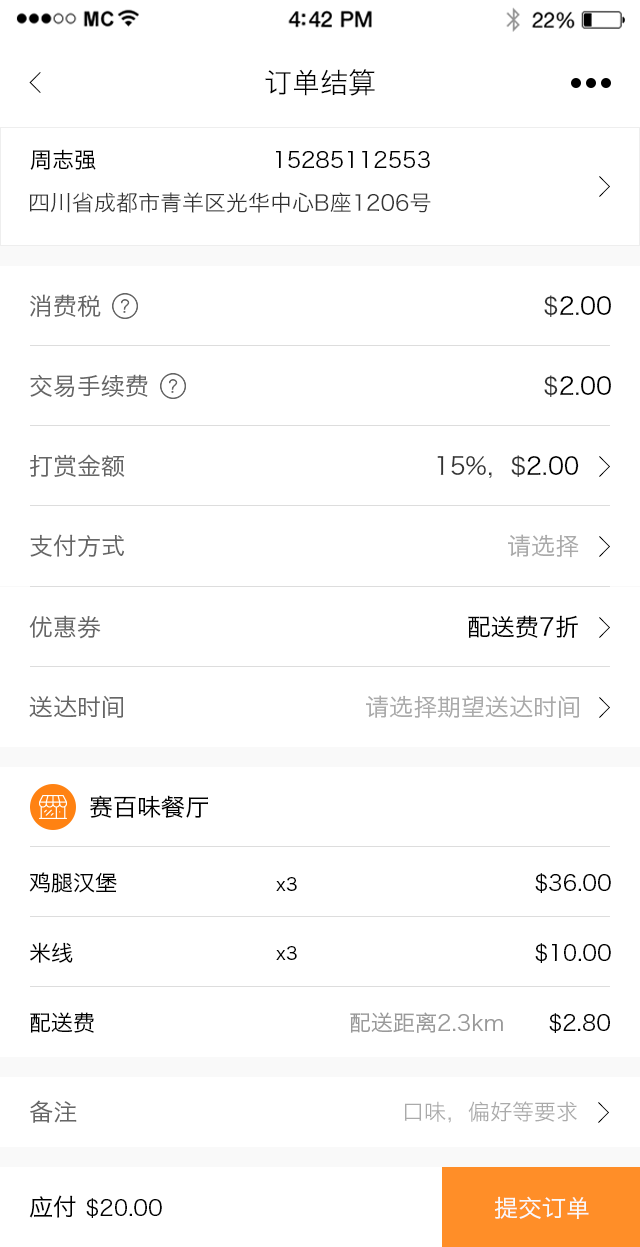 MC 4:42 PM 22%
订单结算
周志强 15285112553
四川省成都市青羊区光华中心B座1206号
消费税 ? $2.00
交易手续费 ? $2.00
打赏金额 15%, $2.00
支付方式 请选择
优惠券 配送费7折
送达时间 请选择期望送达时间
赛百味餐厅
鸡腿汉堡 x3 $36.00
米线 x3 $10.00
配送费 配送距离2.3km $2.80
备注 口味, 偏好等要求
应付 $20.00 提交订单